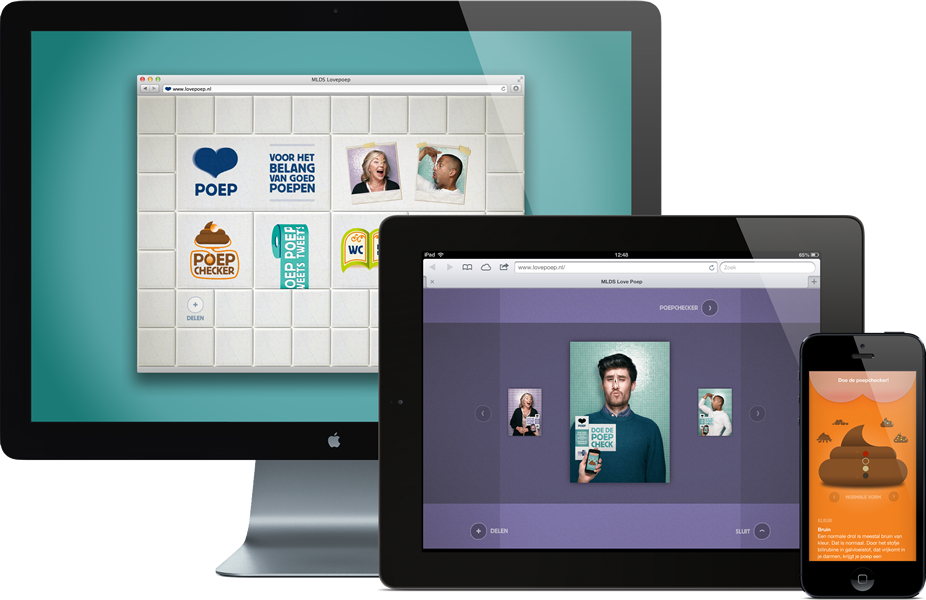 MLDS Lovepoep
www.lovepoep.nl
POEP
VOOR HET
BELANG
VAN GOED
POEPEN
POEP
CHECKER
POEP POEP
TWEETS TWEET!
WC
DELEN
iPad
12:48
65%
www.lovepoep.nl/
Zoek
MLDS Love Poep
POEPCHECKER
POEP
DOE DE
POEP
CHECK
DELEN
SLUIT
Doe de poepchecker!
NORMALE VORM
KLEUR
Bruin
Een normale drol is meestal bruin van
kleur. Dat is normaal. Door het stofje
bilirubine in galvloeistof, dat vrijkomt in
je darmen, krijgt je poep een